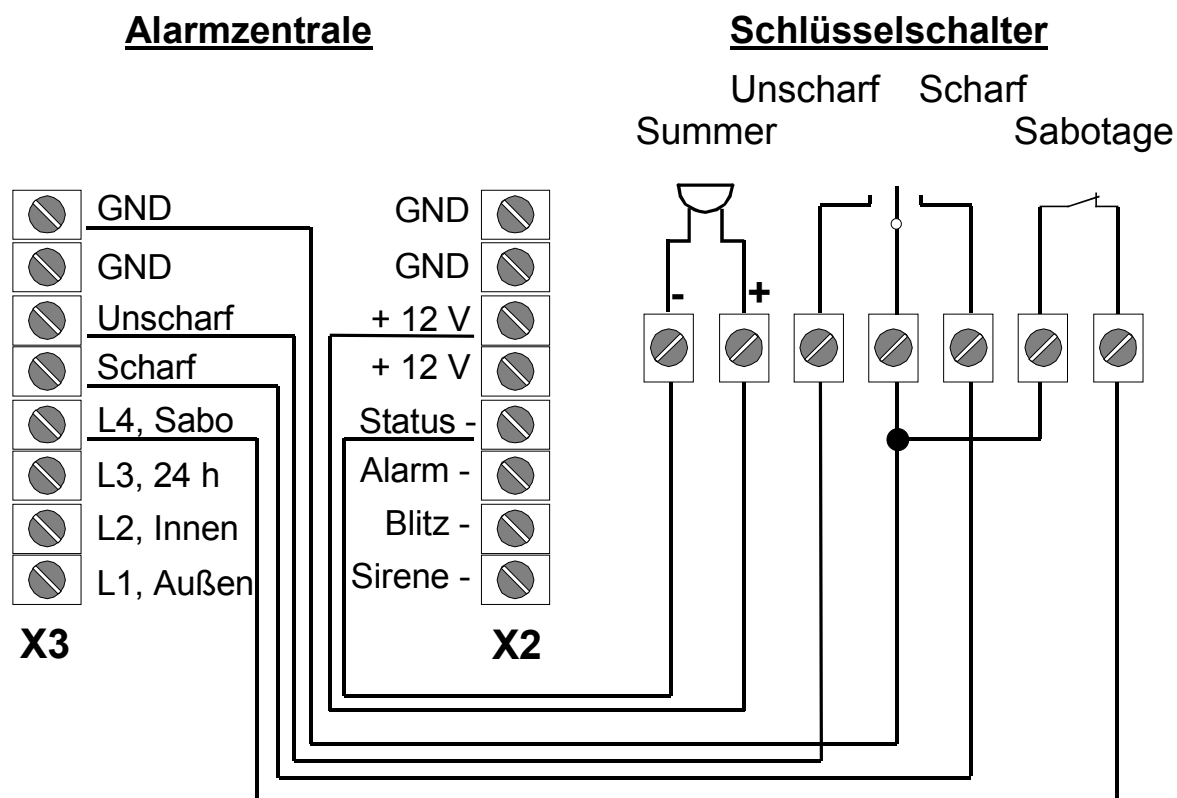 Alarmzentrale
Schlüsselschalter
Unscharf Scharf
Summer
Sabotage
GND
GND
Unscharf
Scharf
L4, Sabo
L3, 24 h
L2, Innen
L1, Außen
X3
GND
GND
+ 12 V
+ 12 V
Status -
Alarm -
Blitz -
Sirene -
X2
- +